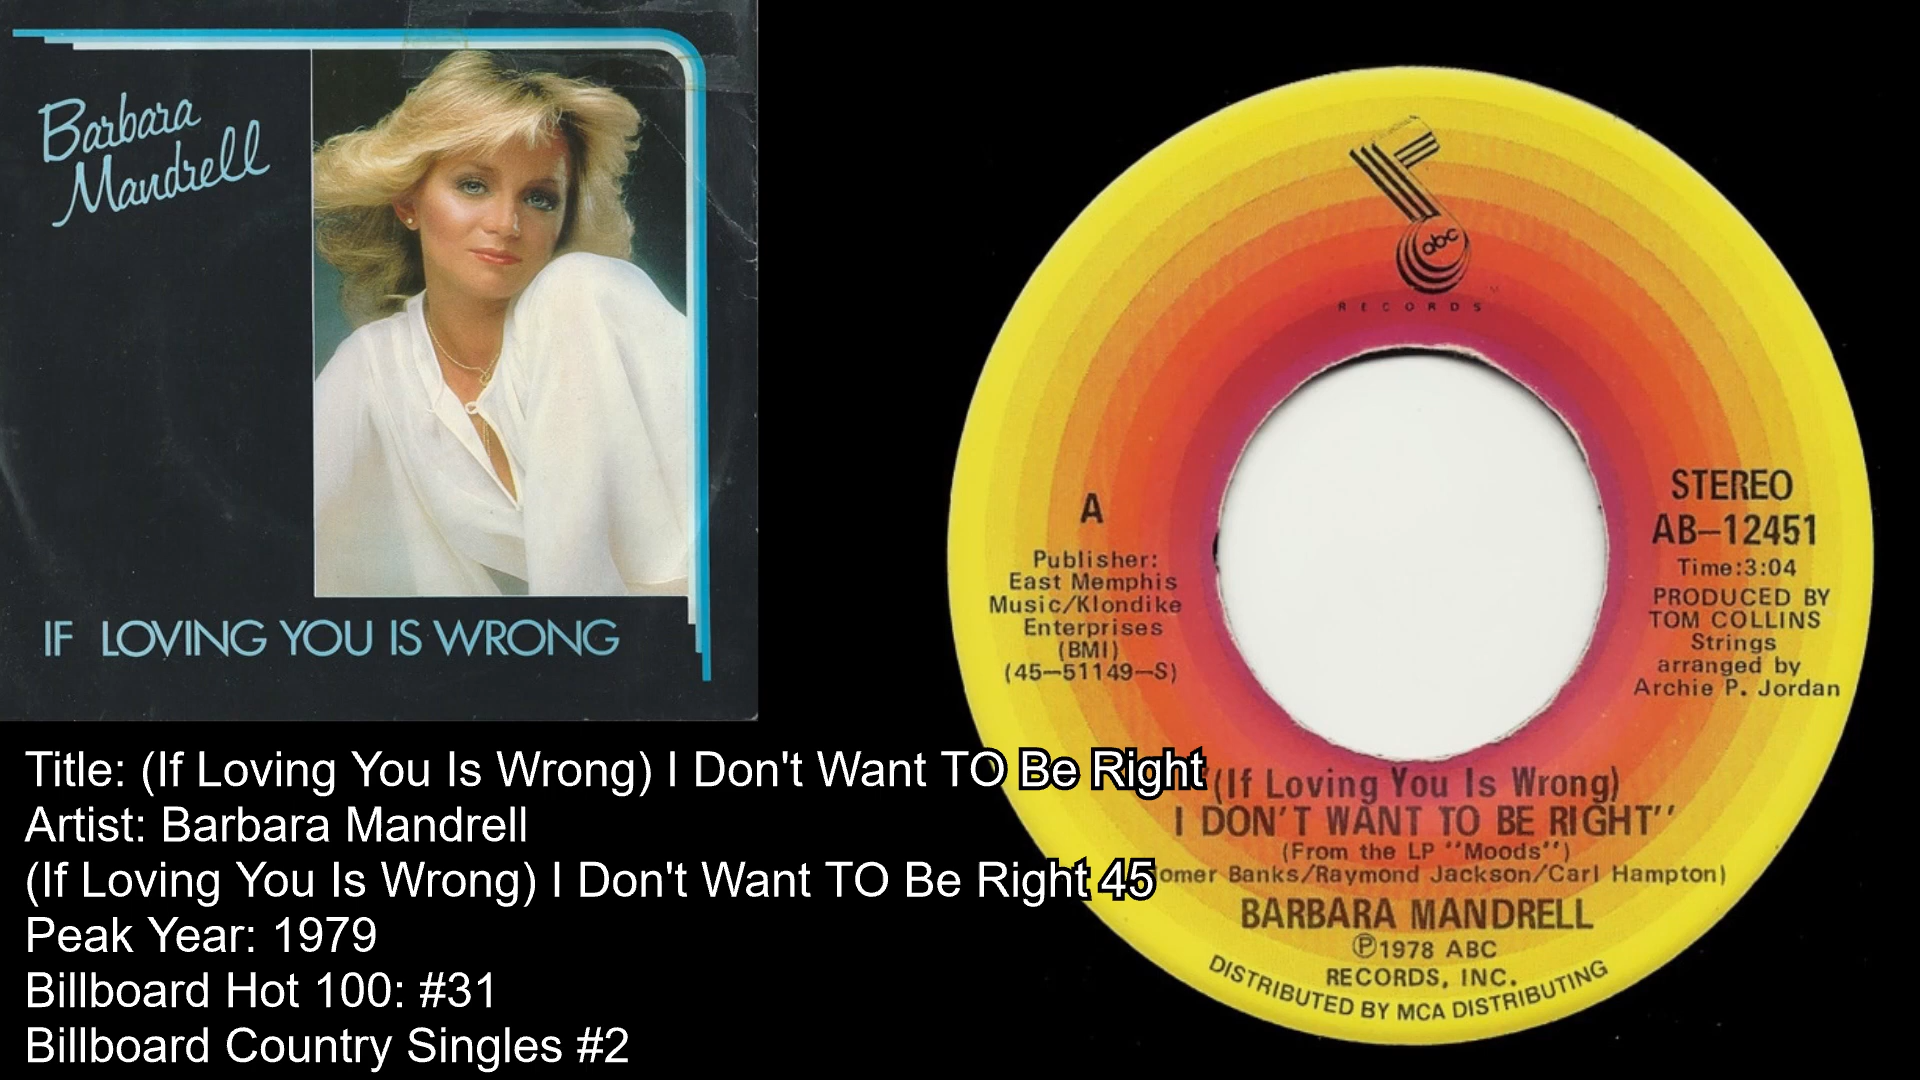 Barbara
Mandrell
IF LOVING YOU IS WRONG
abc
RECORDS
A
Publisher:
East Memphis
Music/Klondike
Enterprises
(BMI)
(45-51149-S)
STEREO
AB-12451
Time:3:04
PRODUCED BY
TOM COLLINS
Strings
arranged by
Archie P. Jordan
(If Loving You Is Wrong)
I DON'T WANT TO BE RIGHT''
(From the LP ''Moods'')
Banks/Raymond Jackson/Carl Hampton)
BARBARA MANDRELL
Ⓟ1978 ABC
RECORDS, INC.
DISTRIBUTED BY MCA DISTRIBUTING
Title: (If Loving You Is Wrong) I Don't Want TO Be Right
Artist: Barbara Mandrell
(If Loving You Is Wrong) I Don't Want TO Be Right 45
Peak Year: 1979
Billboard Hot 100: #31
Billboard Country Singles #2